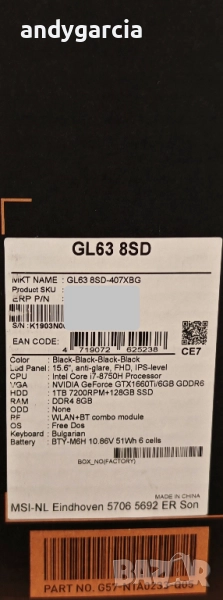 andygarcia
GL63 8SD
MKT NAME : GL63 8SD-407XBG
Product SKU :
ERP P/N
S/N: K1903N0
EAN CODE:
4 719072 625238
CE7
Color : Black-Black-Black-Black
Lcd Panel : 15.6", anti-glare, FHD, IPS-level
CPU : Intel Core i7-8750H Processor
VGA : NVIDIA GeForce GTX1660Ti/6GB GDDR6
HDD : 1TB 7200RPM+128GB SSD
RAM : DDR4 8GB
ODD : None
RF : WLAN+BT combo module
OS : Free Dos
Keyboard : Bulgarian
Battery : BTY-M6H 10.86V 51Wh 6 cells
BOX_NO(FACTORY)
MADE IN CHINA
MSI-NL Eindhoven 5706 5692 ER Son
PART NO. G57-N1A0293-G05
bazar